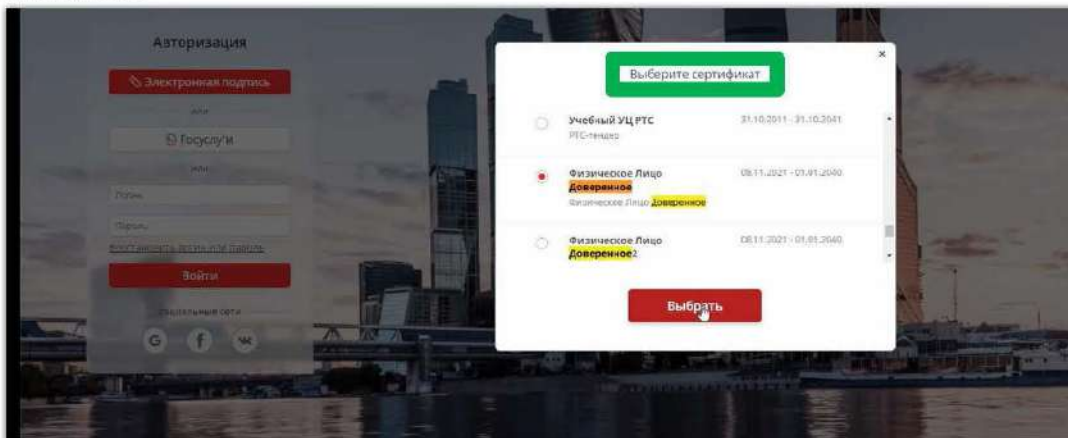 Авторизация
Электронная подпись
или
Госуслуги
или
Логин
Пароль
Восстановить логин или пароль
Войти
Социальные сети
G f
Выберите сертификат
×
Учебный УЦ РТС 31.10.2011 - 31.10.2041
РТС-тендер
Физическое Лицо 08.11.2021 - 01.01.2040
Доверенное
Физическое Лицо Доверенное
Физическое Лицо 08.11.2021 - 01.01.2040
Доверенное2
Выбрать